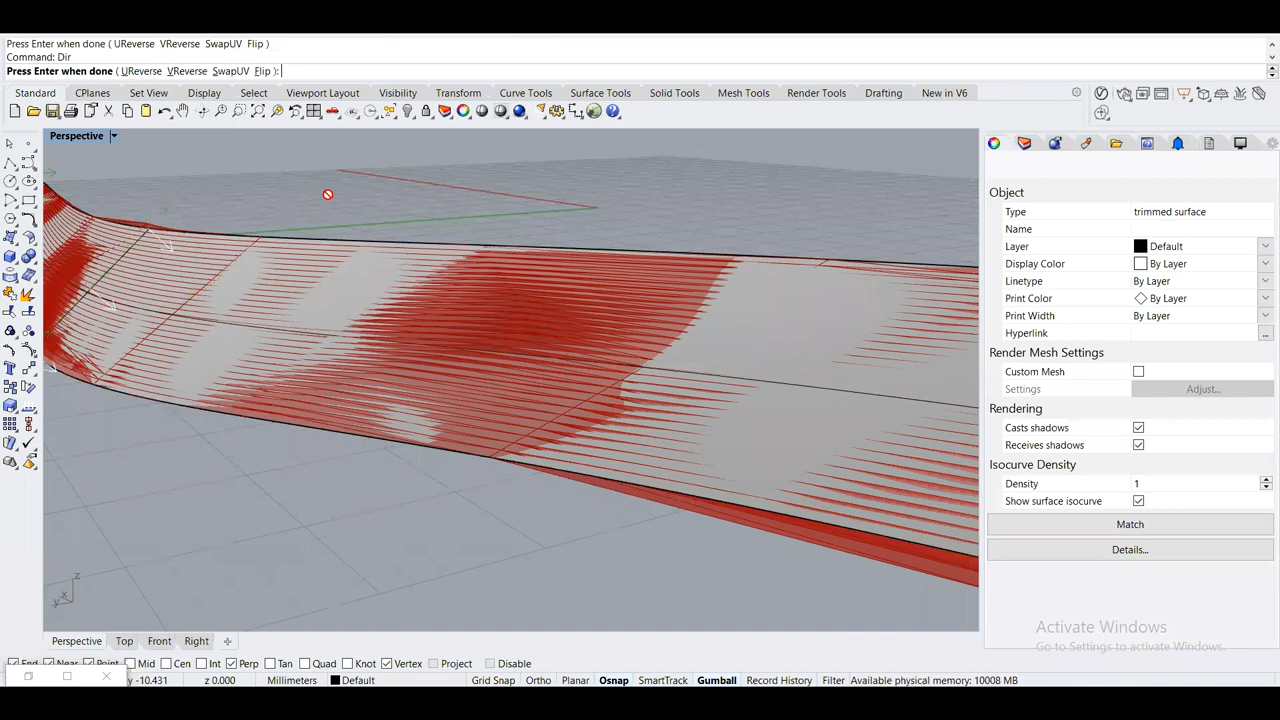 Press Enter when done ( UReverse  VReverse  SwapUV  Flip )
Command: Dir
Press Enter when done ( UReverse  VReverse  SwapUV  Flip ):
Standard CPlanes Set View Display Select Viewport Layout Visibility Transform Curve Tools Surface Tools Solid Tools Mesh Tools Render Tools Drafting New in V6
Perspective
Object
Type trimmed surface
Name
Layer Default
Display Color By Layer
Linetype By Layer
Print Color By Layer
Print Width By Layer
Hyperlink ...
Render Mesh Settings
Custom Mesh
Settings Adjust...
Rendering
Casts shadows
Receives shadows
Isocurve Density
Density 1
Show surface isocurve
Match
Details...
z
x
y
Activate Windows
Go to Settings to activate Windows.
Perspective Top Front Right
End Near Point Mid Cen Int Perp Tan Quad Knot Vertex Project Disable
y -10.431 z 0.000 Millimeters Default Grid Snap Ortho Planar Osnap SmartTrack Gumball Record History Filter Available physical memory: 10008 MB